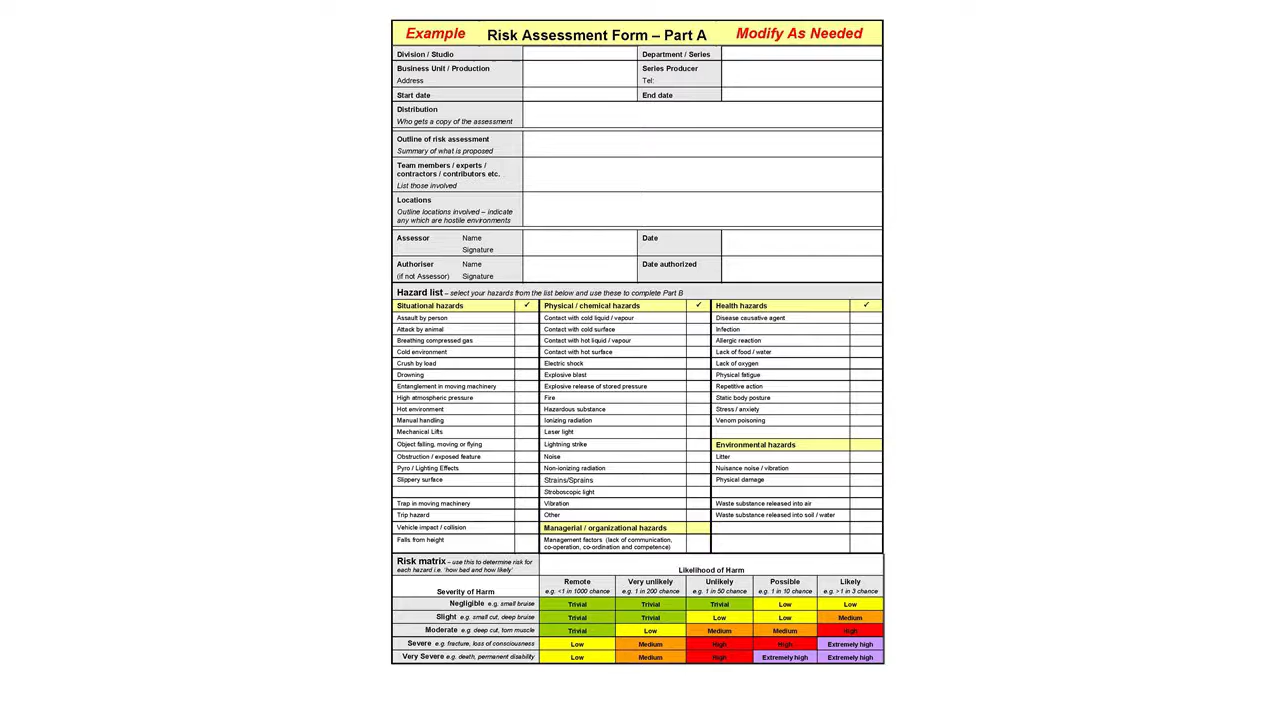 Example Risk Assessment Form – Part A Modify As Needed
Division / Studio Department / Series
Business Unit / Production Series Producer
Address Tel:
Start date End date
Distribution
Who gets a copy of the assessment
Outline of risk assessment
Summary of what is proposed
Team members / experts /
contractors / contributors etc.
List those involved
Locations
Outline locations involved – indicate
any which are hostile environments
Assessor Name Date
Signature
Authoriser Name Date authorized
(if not Assessor) Signature
Hazard list – select your hazards from the list below and use these to complete Part B
Situational hazards ✓ Physical / chemical hazards ✓ Health hazards ✓
Assault by person Contact with cold liquid / vapour Disease causative agent
Attack by animal Contact with cold surface Infection
Breathing compressed gas Contact with hot liquid / vapour Allergic reaction
Cold environment Contact with hot surface Lack of food / water
Crush by load Electric shock Lack of oxygen
Drowning Explosive blast Physical fatigue
Entanglement in moving machinery Explosive release of stored pressure Repetitive action
High atmospheric pressure Fire Static body posture
Hot environment Hazardous substance Stress / anxiety
Manual handling Ionizing radiation Venom poisoning
Mechanical Lifts Laser light
Object falling, moving or flying Lightning strike Environmental hazards
Obstruction / exposed feature Noise Litter
Pyro / Lighting Effects Non-ionizing radiation Nuisance noise / vibration
Slippery surface Strains/Sprains Physical damage
Stroboscopic light
Trap in moving machinery Vibration Waste substance released into air
Trip hazard Other Waste substance released into soil / water
Vehicle impact / collision Managerial / organizational hazards
Falls from height Management factors (lack of communication,
co-operation, co-ordination and competence)
Risk matrix – use this to determine risk for
each hazard i.e. 'how bad and how likely' Likelihood of Harm
Severity of Harm Remote Very unlikely Unlikely Possible Likely
e.g. <1 in 1000 chance e.g. 1 in 200 chance e.g. 1 in 50 chance e.g. 1 in 10 chance e.g. >1 in 3 chance
Negligible e.g. small bruise Trivial Trivial Trivial Low Low
Slight e.g. small cut, deep bruise Trivial Trivial Low Low Medium
Moderate e.g. deep cut, torn muscle Trivial Low Medium Medium High
Severe e.g. fracture, loss of consciousness Low Medium High High Extremely high
Very Severe e.g. death, permanent disability Low Medium High Extremely high Extremely high